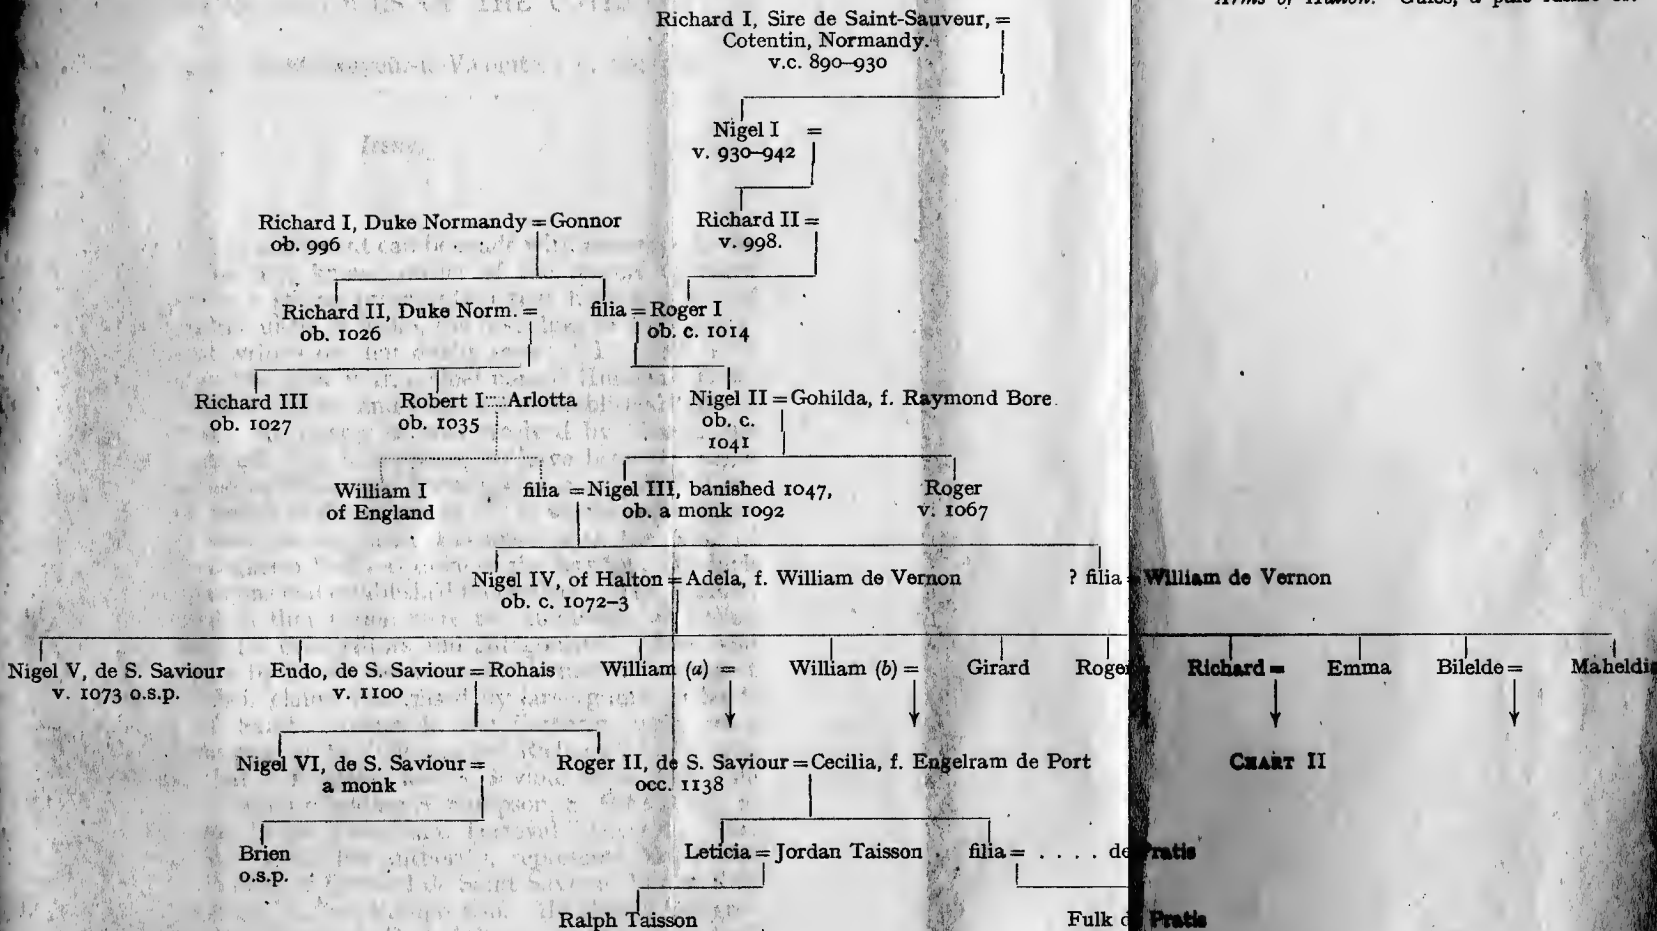 Richard I, Sire de Saint-Sauveur, =
Cotentin, Normandy.
v.c. 890–930
Nigel I =
v. 930–942
Richard I, Duke Normandy = Gonnor
ob. 996
Richard II =
v. 998.
Richard II, Duke Norm. =
ob. 1026
filia = Roger I
ob. c. 1014
Richard III
ob. 1027
Robert I Arlotta
ob. 1035
Nigel II = Gohilda, f. Raymond Bore
ob. c.
1041
William I
of England
filia = Nigel III, banished 1047,
ob. a monk 1092
Roger
v. 1067
Nigel IV, of Halton = Adela, f. William de Vernon
ob. c. 1072–3
? filia = William de Vernon
Nigel V, de S. Saviour
v. 1073 o.s.p.
Eudo, de S. Saviour = Rohais
v. 1100
William (a) =
William (b) =
Girard
Roger
Richard =
Emma
Bilelde =
Maheldis
Nigel VI, de S. Saviour =
a monk
Roger II, de S. Saviour = Cecilia, f. Engelram de Port
occ. 1138
CHART II
Brien
o.s.p.
Leticia = Jordan Taisson
filia = . . . . de Pratis
Ralph Taisson
Fulk de Pratis